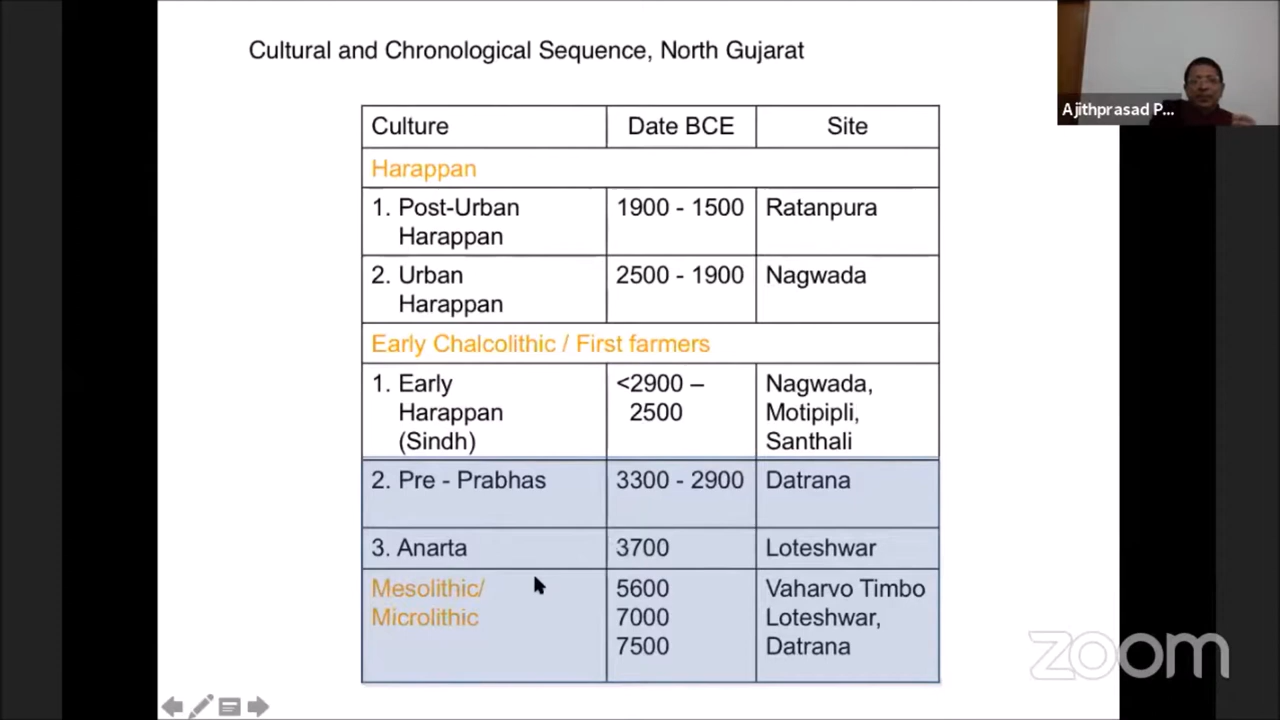 Cultural and Chronological Sequence, North Gujarat
Ajithprasad P...
Culture Date BCE Site
Harappan
1. Post-Urban 1900 - 1500 Ratanpura
Harappan
2. Urban 2500 - 1900 Nagwada
Harappan
Early Chalcolithic / First farmers
1. Early <2900 – Nagwada,
Harappan 2500 Motipipli,
(Sindh) Santhali
2. Pre - Prabhas 3300 - 2900 Datrana
3. Anarta 3700 Loteshwar
Mesolithic/ 5600 Vaharvo Timbo
Microlithic 7000 Loteshwar,
7500 Datrana
zoom